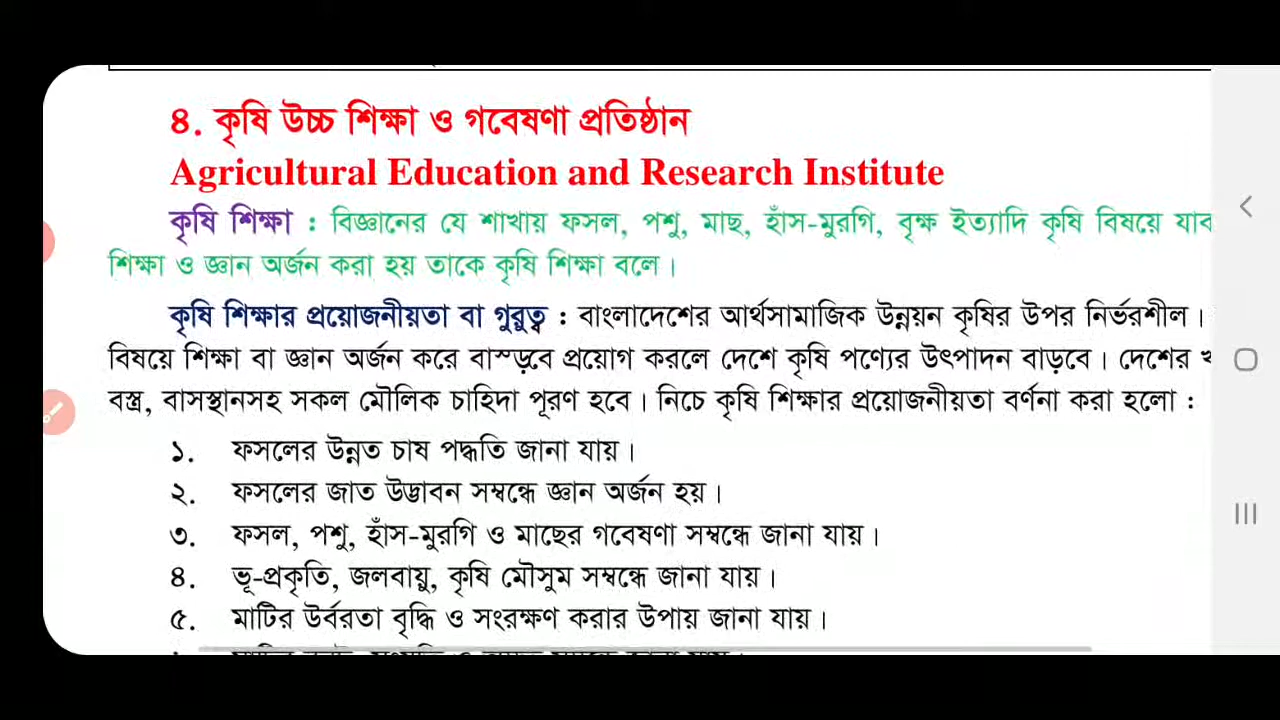 ৪. কৃষি উচ্চ শিক্ষা ও গবেষণা প্রতিষ্ঠান
Agricultural Education and Research Institute
কৃষি শিক্ষা : বিজ্ঞানের যে শাখায় ফসল, পশু, মাছ, হাঁস-মুরগি, বৃক্ষ ইত্যাদি কৃষি বিষয়ে
শিক্ষা ও জ্ঞান অর্জন করা হয় তাকে কৃষি শিক্ষা বলে।
কৃষি শিক্ষার প্রয়োজনীয়তা বা গুরুত্ব : বাংলাদেশের আর্থসামাজিক উন্নয়ন কৃষির উপর নির্ভরশীল।
বিষয়ে শিক্ষা বা জ্ঞান অর্জন করে বাস্ড়বে প্রয়োগ করলে দেশে কৃষি পণ্যের উৎপাদন বাড়বে। দেশের
বস্ত্র, বাসস্থানসহ সকল মৌলিক চাহিদা পূরণ হবে। নিচে কৃষি শিক্ষার প্রয়োজনীয়তা বর্ণনা করা হলো :
১. ফসলের উন্নত চাষ পদ্ধতি জানা যায়।
২. ফসলের জাত উদ্ভাবন সম্বন্ধে জ্ঞান অর্জন হয়।
৩. ফসল, পশু, হাঁস-মুরগি ও মাছের গবেষণা সম্বন্ধে জানা যায়।
৪. ভূ-প্রকৃতি, জলবায়ু, কৃষি মৌসুম সম্বন্ধে জানা যায়।
৫. মাটির উর্বরতা বৃদ্ধি ও সংরক্ষণ করার উপায় জানা যায়।